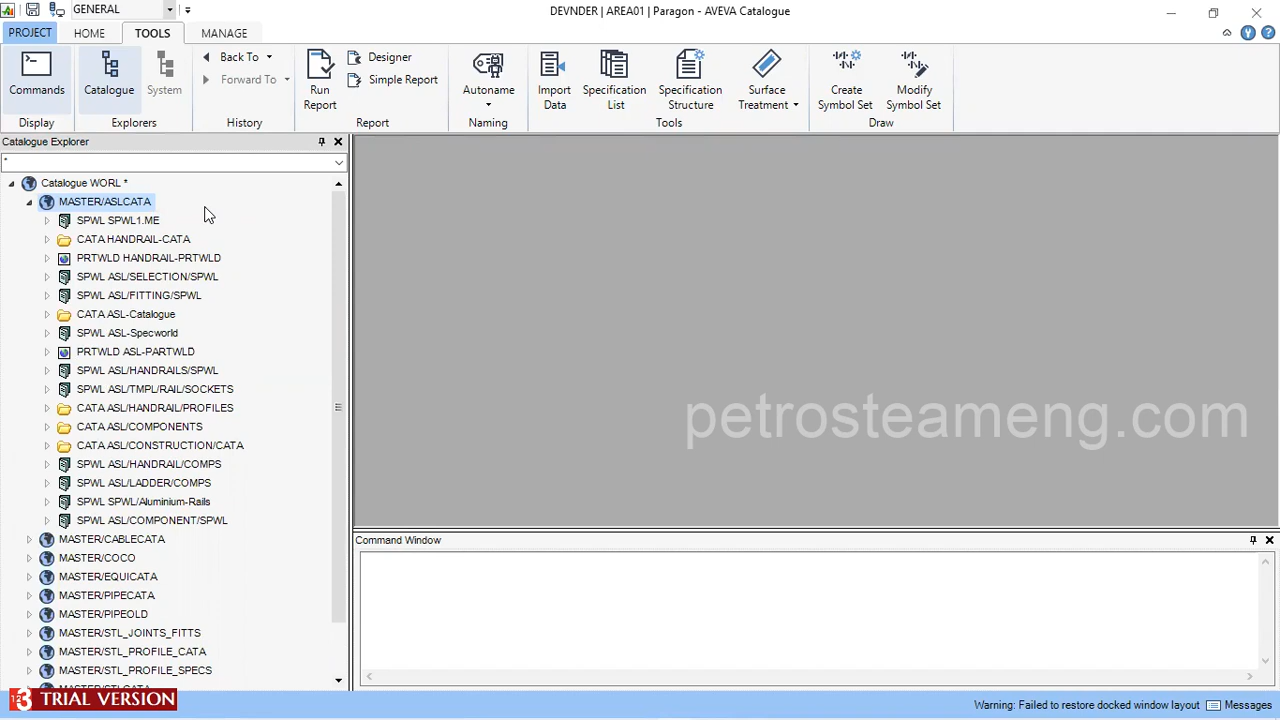 GENERAL
DEVNDER | AREA01 | Paragon - AVEVA Catalogue
PROJECT HOME TOOLS MANAGE
Commands
Catalogue
System
Back To
Forward To
Run Report
Designer
Simple Report
Autoname
Import Data
Specification List
Specification Structure
Surface Treatment
Create Symbol Set
Modify Symbol Set
Display Explorers History Report Naming Tools Draw
Catalogue Explorer
*
Catalogue WORL *
MASTER/ASLCATA
SPWL SPWL1.ME
CATA HANDRAIL-CATA
PRTWLD HANDRAIL-PRTWLD
SPWL ASL/SELECTION/SPWL
SPWL ASL/FITTING/SPWL
CATA ASL-Catalogue
SPWL ASL-Specworld
PRTWLD ASL-PARTWLD
SPWL ASL/HANDRAILS/SPWL
SPWL ASL/TMPL/RAIL/SOCKETS
CATA ASL/HANDRAIL/PROFILES
CATA ASL/COMPONENTS
CATA ASL/CONSTRUCTION/CATA
SPWL ASL/HANDRAIL/COMPS
SPWL ASL/LADDER/COMPS
SPWL SPWL/Aluminium-Rails
SPWL ASL/COMPONENT/SPWL
MASTER/CABLECATA
MASTER/COCO
MASTER/EQUICATA
MASTER/PIPECATA
MASTER/PIPEOLD
MASTER/STL_JOINTS_FITTS
MASTER/STL_PROFILE_CATA
MASTER/STL_PROFILE_SPECS
petrosteameng.com
Command Window
123 TRIAL VERSION
Warning: Failed to restore docked window layout Messages